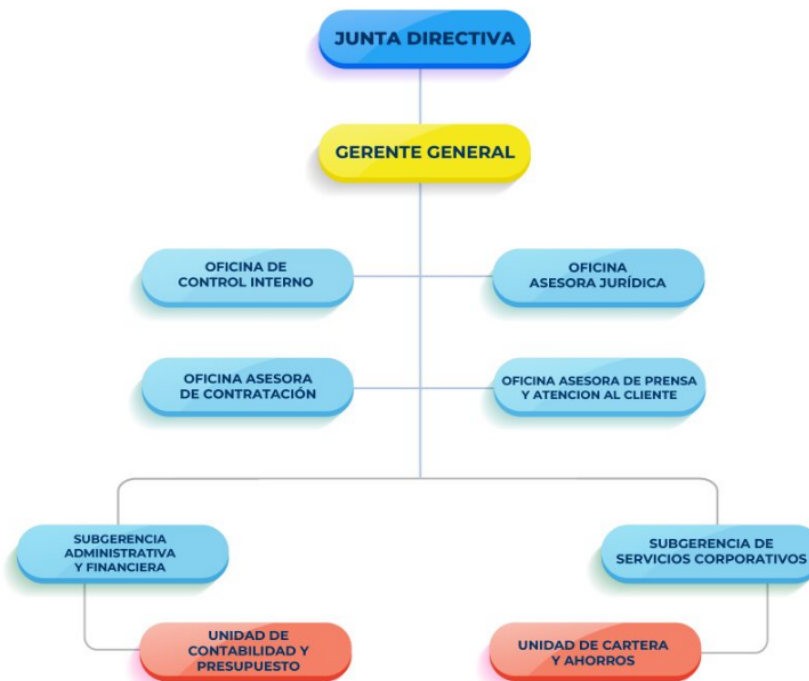 JUNTA DIRECTIVA
GERENTE GENERAL
OFICINA DE
CONTROL INTERNO
OFICINA
ASESORA JURÍDICA
OFICINA ASESORA
DE CONTRATACIÓN
OFICINA ASESORA DE PRENSA
Y ATENCION AL CLIENTE
SUBGERENCIA
ADMINISTRATIVA
Y FINANCIERA
SUBGERENCIA DE
SERVICIOS CORPORATIVOS
UNIDAD DE
CONTABILIDAD Y
PRESUPUESTO
UNIDAD DE CARTERA
Y AHORROS